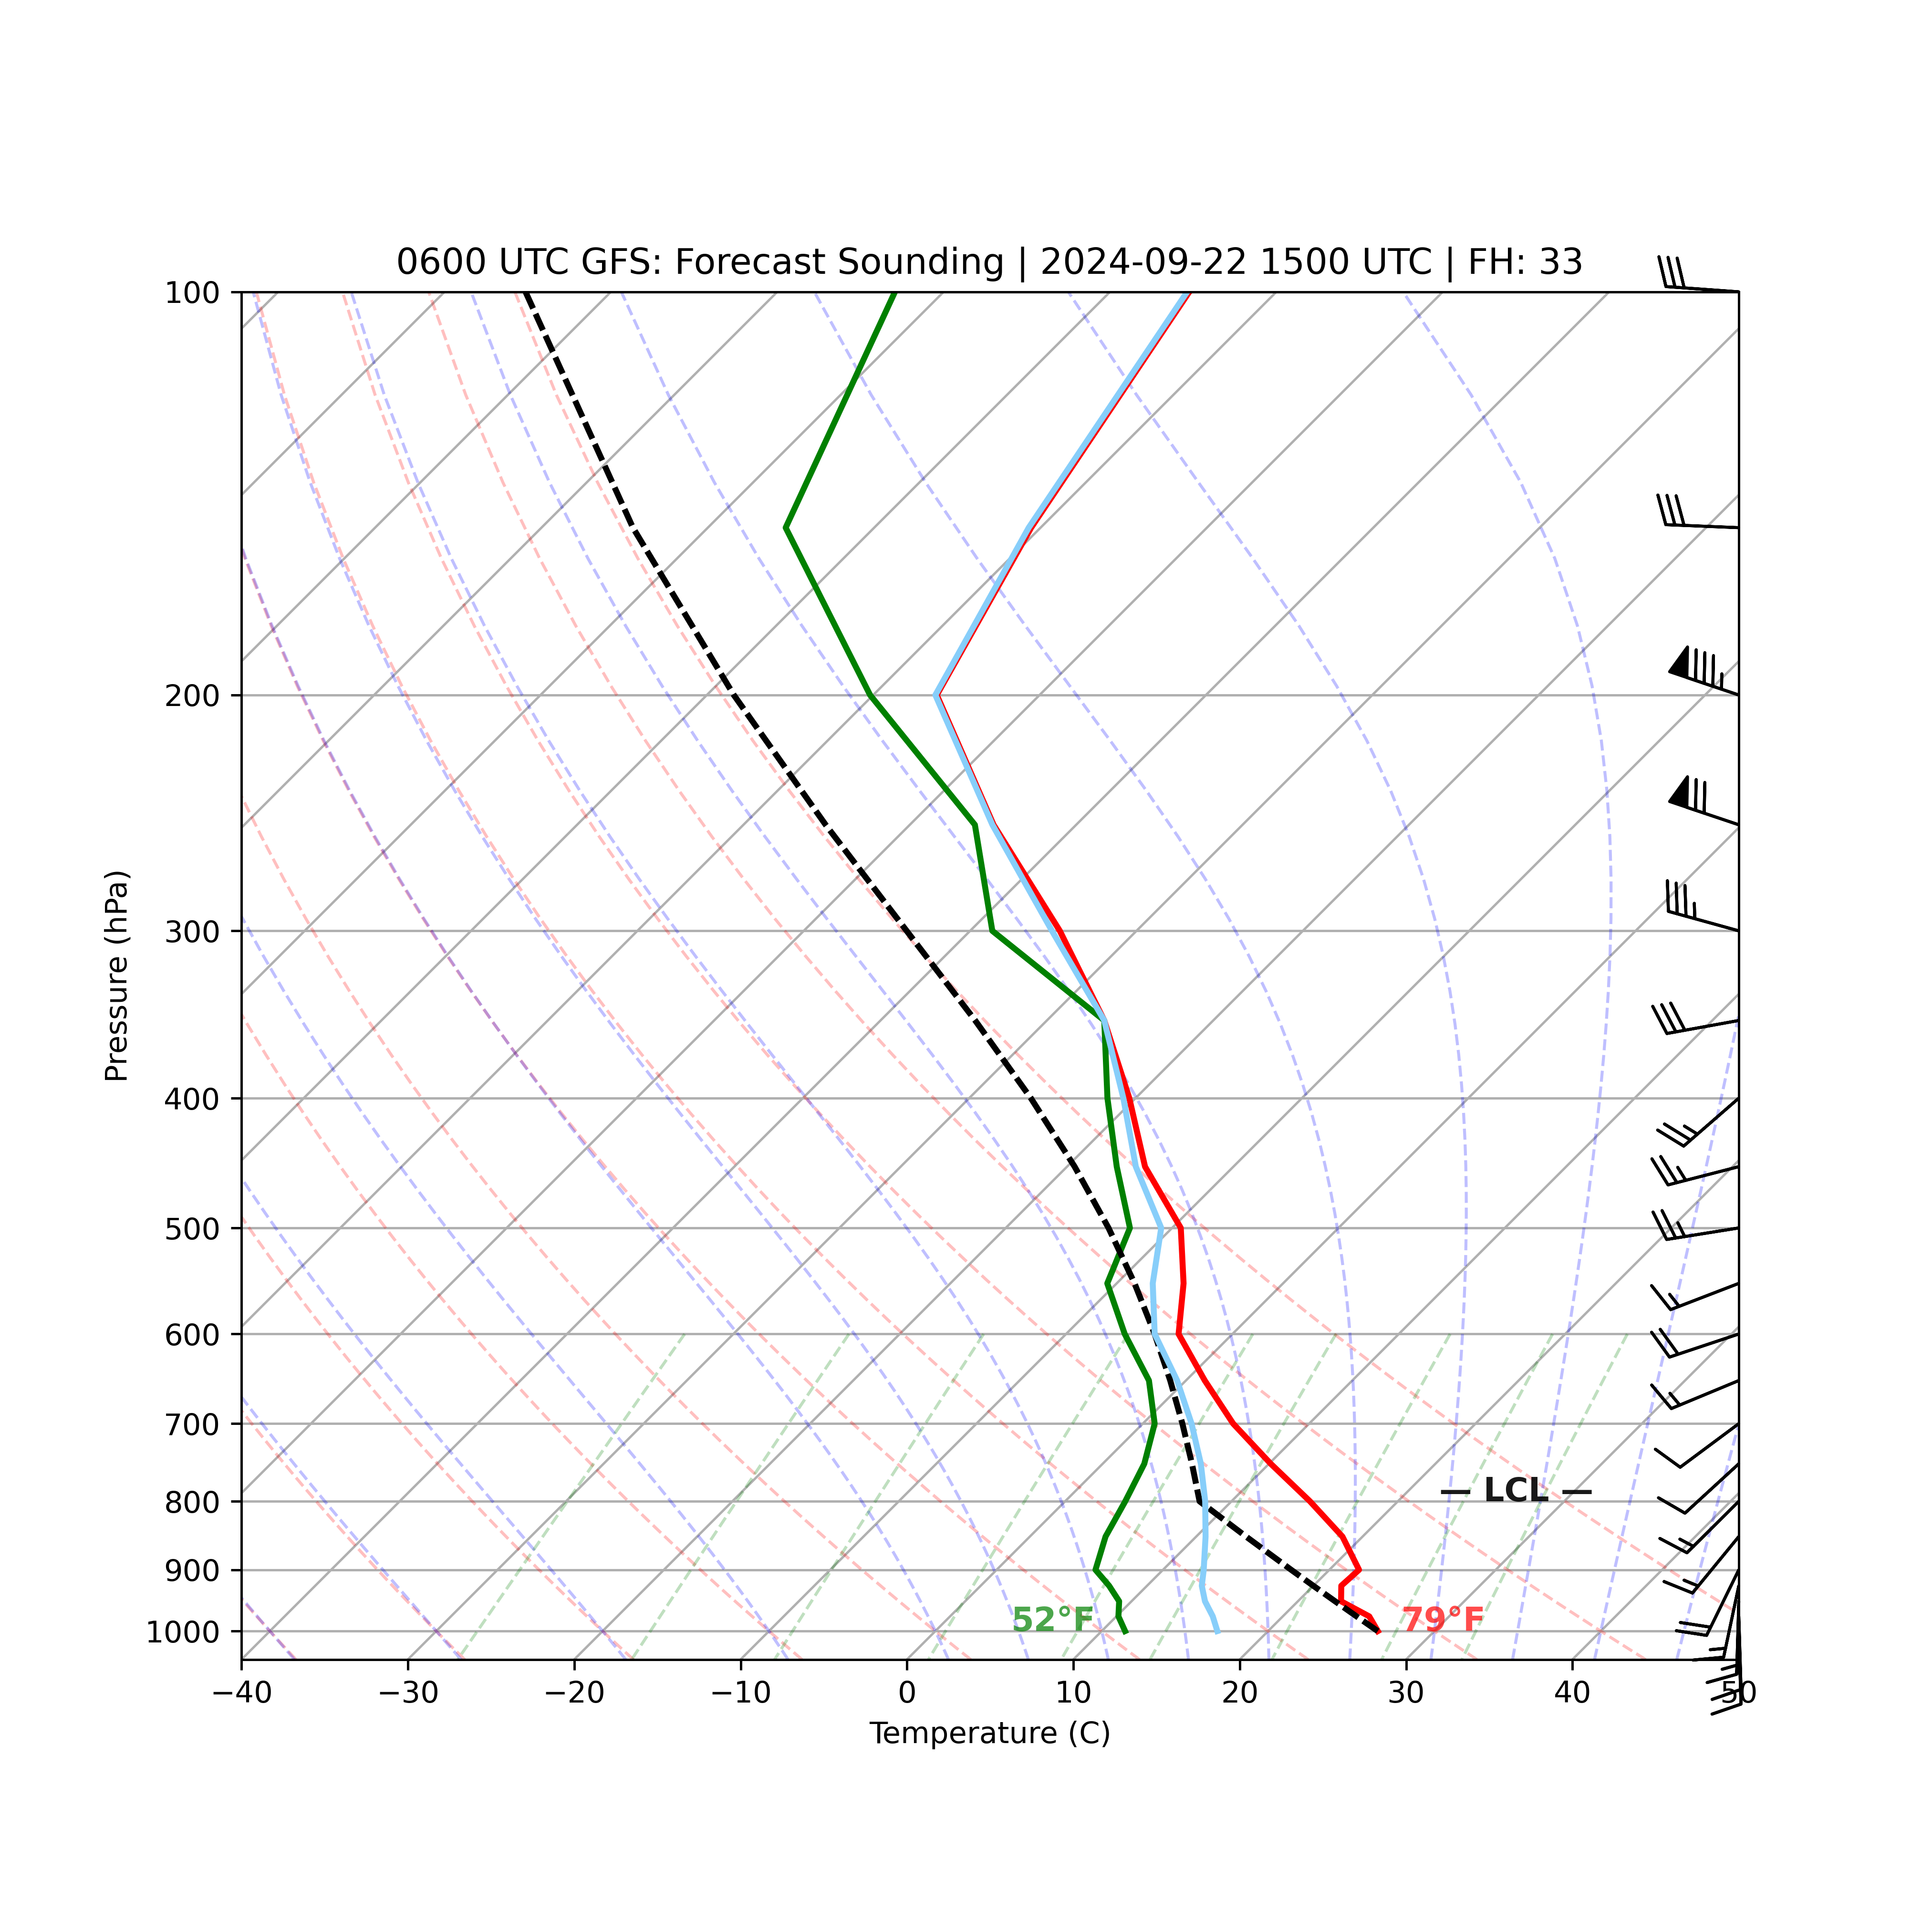 0600 UTC GFS: Forecast Sounding | 2024-09-22 1500 UTC | FH: 33
100
200
300
400
500
600
700
800
900
1000
Pressure (hPa)
— LCL —
52°F
79°F
−40 −30 −20 −10 0 10 20 30 40 50
Temperature (C)